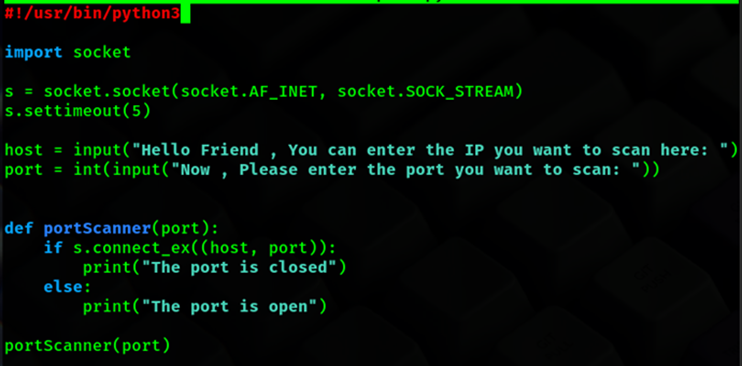 #!/usr/bin/python3
import socket
s = socket.socket(socket.AF_INET, socket.SOCK_STREAM)
s.settimeout(5)
host = input("Hello Friend , You can enter the IP you want to scan here: ")
port = int(input("Now , Please enter the port you want to scan: "))
def portScanner(port):
    if s.connect_ex((host, port)):
        print("The port is closed")
    else:
        print("The port is open")
portScanner(port)